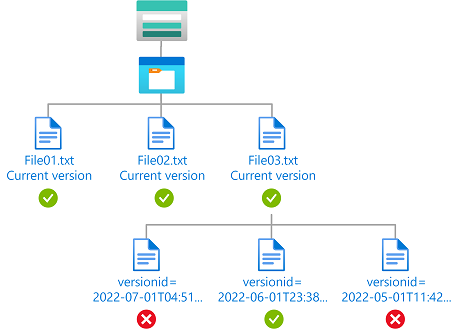 File01.txt
Current version
File02.txt
Current version
File03.txt
Current version
versionid=
2022-07-01T04:51...
versionid=
2022-06-01T23:38...
versionid=
2022-05-01T11:42...